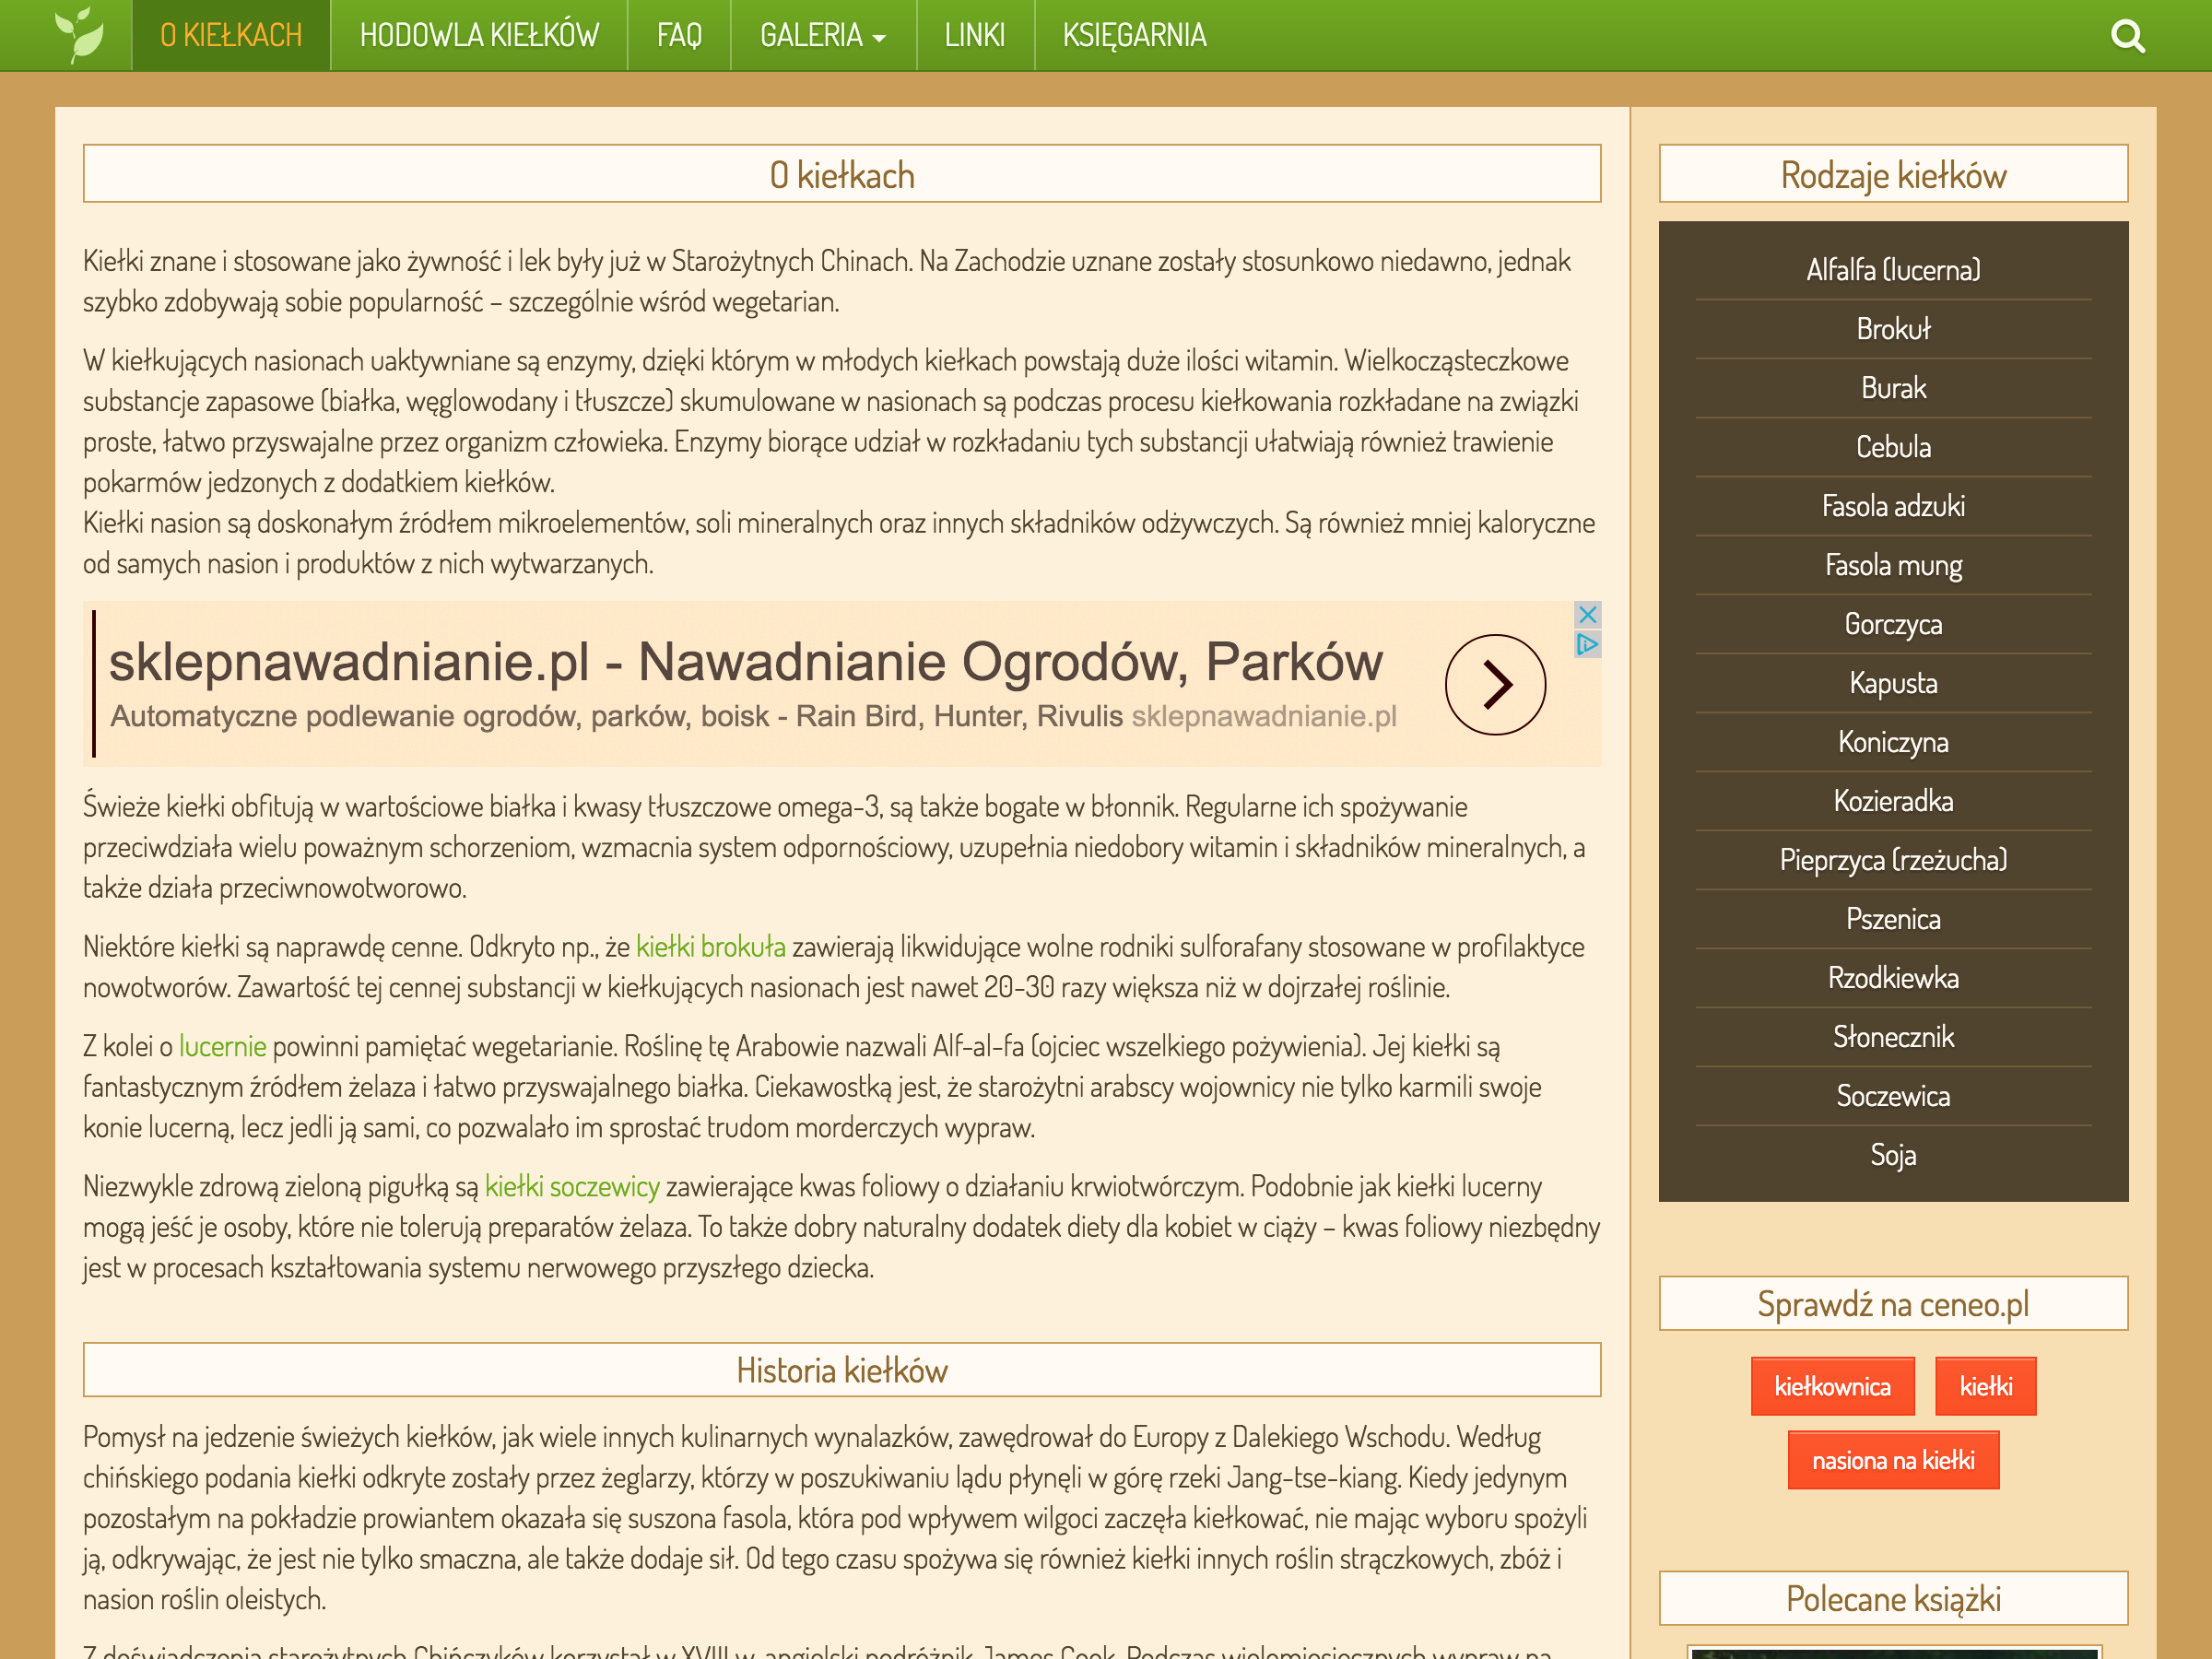 O KIEŁKACH
HODOWLA KIEŁKÓW
FAQ
GALERIA
LINKI
KSIĘGARNIA
O kiełkach
Kiełki znane i stosowane jako żywność i lek były już w Starożytnych Chinach. Na Zachodzie uznane zostały stosunkowo niedawno, jednak
szybko zdobywają sobie popularność – szczególnie wśród wegetarian.
W kiełkujących nasionach uaktywniane są enzymy, dzięki którym w młodych kiełkach powstają duże ilości witamin. Wielkocząsteczkowe
substancje zapasowe (białka, węglowodany i tłuszcze) skumulowane w nasionach są podczas procesu kiełkowania rozkładane na związki
proste, łatwo przyswajalne przez organizm człowieka. Enzymy biorące udział w rozkładaniu tych substancji ułatwiają również trawienie
pokarmów jedzonych z dodatkiem kiełków.
Kiełki nasion są doskonałym źródłem mikroelementów, soli mineralnych oraz innych składników odżywczych. Są również mniej kaloryczne
od samych nasion i produktów z nich wytwarzanych.
sklepnawadnianie.pl - Nawadnianie Ogrodów, Parków
Automatyczne podlewanie ogrodów, parków, boisk - Rain Bird, Hunter, Rivulis sklepnawadnianie.pl
Świeże kiełki obfitują w wartościowe białka i kwasy tłuszczowe omega-3, są także bogate w błonnik. Regularne ich spożywanie
przeciwdziała wielu poważnym schorzeniom, wzmacnia system odpornościowy, uzupełnia niedobory witamin i składników mineralnych, a
także działa przeciwnowotworowo.
Niektóre kiełki są naprawdę cenne. Odkryto np., że kiełki brokuła zawierają likwidujące wolne rodniki sulforafany stosowane w profilaktyce
nowotworów. Zawartość tej cennej substancji w kiełkujących nasionach jest nawet 20-30 razy większa niż w dojrzałej roślinie.
Z kolei o lucernie powinni pamiętać wegetarianie. Roślinę tę Arabowie nazwali Alf-al-fa (ojciec wszelkiego pożywienia). Jej kiełki są
fantastycznym źródłem żelaza i łatwo przyswajalnego białka. Ciekawostką jest, że starożytni arabscy wojownicy nie tylko karmili swoje
konie lucerną, lecz jedli ją sami, co pozwalało im sprostać trudom morderczych wypraw.
Niezwykle zdrową zieloną pigułką są kiełki soczewicy zawierające kwas foliowy o działaniu krwiotwórczym. Podobnie jak kiełki lucerny
mogą jeść je osoby, które nie tolerują preparatów żelaza. To także dobry naturalny dodatek diety dla kobiet w ciąży – kwas foliowy niezbędny
jest w procesach kształtowania systemu nerwowego przyszłego dziecka.
Historia kiełków
Pomysł na jedzenie świeżych kiełków, jak wiele innych kulinarnych wynalazków, zawędrował do Europy z Dalekiego Wschodu. Według
chińskiego podania kiełki odkryte zostały przez żeglarzy, którzy w poszukiwaniu lądu płynęli w górę rzeki Jang-tse-kiang. Kiedy jedynym
pozostałym na pokładzie prowiantem okazała się suszona fasola, która pod wpływem wilgoci zaczęła kiełkować, nie mając wyboru spożyli
ją, odkrywając, że jest nie tylko smaczna, ale także dodaje sił. Od tego czasu spożywa się również kiełki innych roślin strączkowych, zbóż i
nasion roślin oleistych.
Z doświadczenia starożytnych Chińczyków korzystał w XVIII w. angielski podróżnik James Cook. Podczas wielomiesięcznych wypraw na
Rodzaje kiełków
Alfalfa (lucerna)
Brokuł
Burak
Cebula
Fasola adzuki
Fasola mung
Gorczyca
Kapusta
Koniczyna
Kozieradka
Pieprzyca (rzeżucha)
Pszenica
Rzodkiewka
Słonecznik
Soczewica
Soja
Sprawdź na ceneo.pl
kiełkownica
kiełki
nasiona na kiełki
Polecane książki